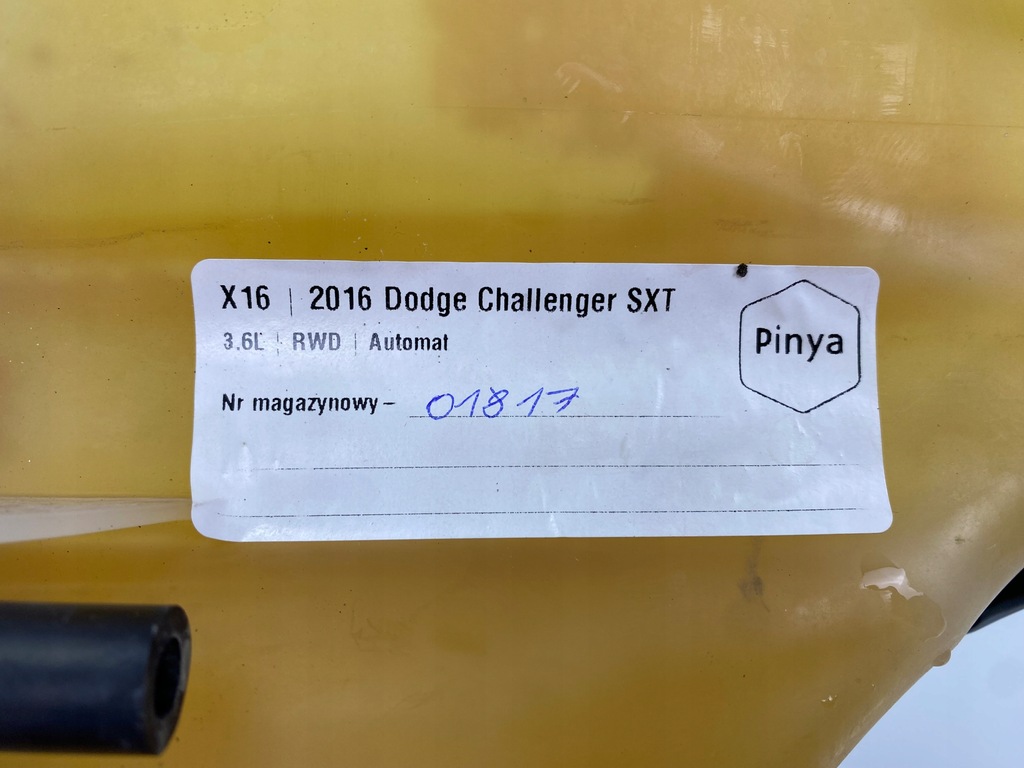 X16 | 2016 Dodge Challenger SXT
3.6L | RWD | Automat
Nr magazynowy – 01817
Pinya